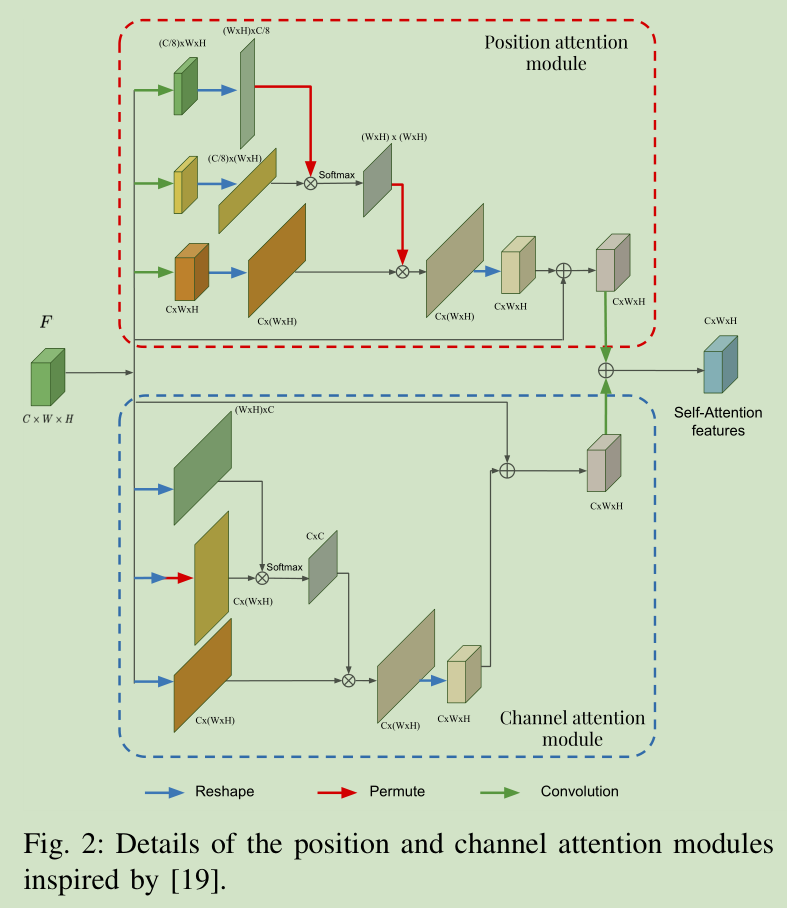 Position attention
module
(WxH)xC/8
(C/8)xWxH
(C/8)x(WxH)
Softmax
(WxH) x (WxH)
CxWxH
Cx(WxH)
Cx(WxH)
CxWxH
CxWxH
F
C × W × H
CxWxH
Self-Attention
features
(WxH)xC
Softmax
CxC
Cx(WxH)
Cx(WxH)
Cx(WxH)
CxWxH
CxWxH
Channel attention
module
Reshape
Permute
Convolution
Fig. 2: Details of the position and channel attention modules
inspired by [19].